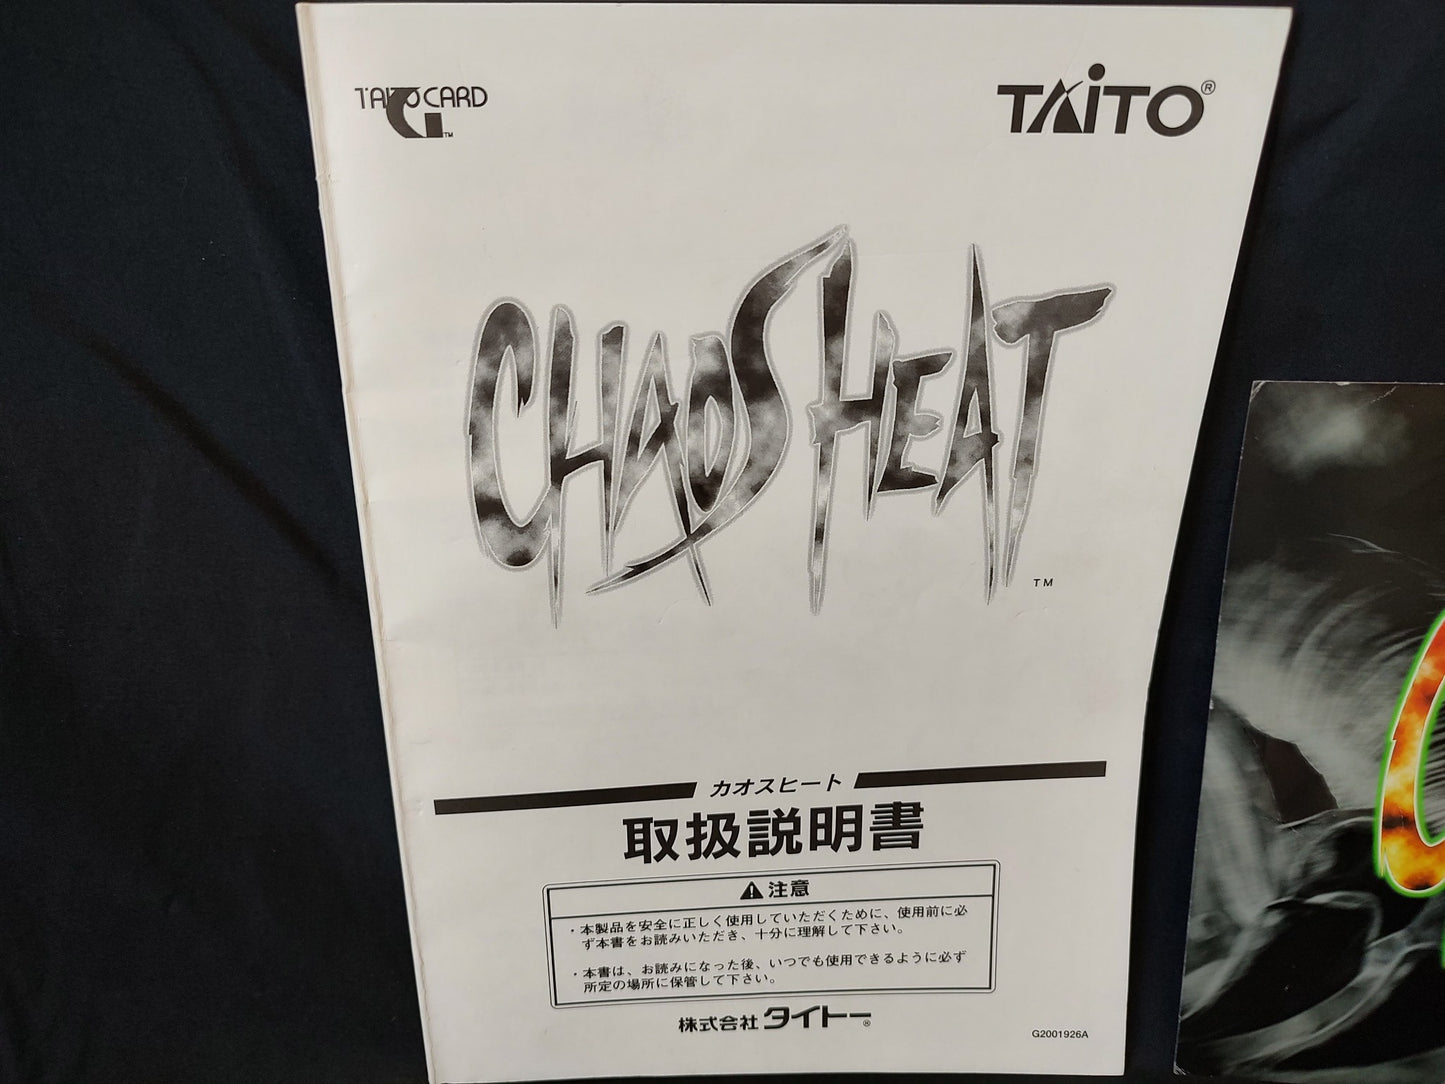 TAITO G CARD™
TAITO®
CHAOS HEAT
TM
カオスヒート
取扱説明書
⚠注意
・本製品を安全に正しく使用していただくために、使用前に必
ず本書をお読みいただき、十分に理解して下さい。
・本書は、お読みになった後、いつでも使用できるように必ず
所定の場所に保管して下さい。
株式会社タイトー®
G2001926A